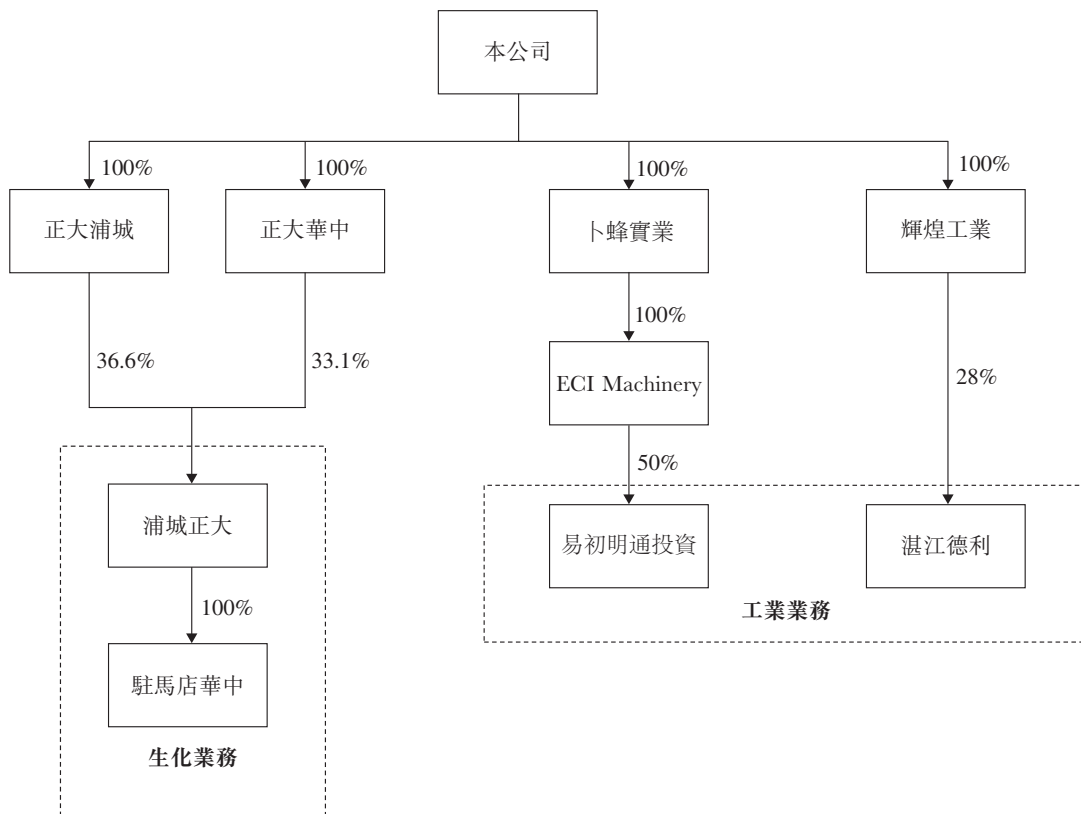 本公司
100%
100%
100%
100%
正大浦城
正大華中
卜蜂實業
輝煌工業
100%
36.6%
33.1%
ECI Machinery
28%
50%
浦城正大
易初明通投資
湛江德利
工業業務
100%
駐馬店華中
生化業務